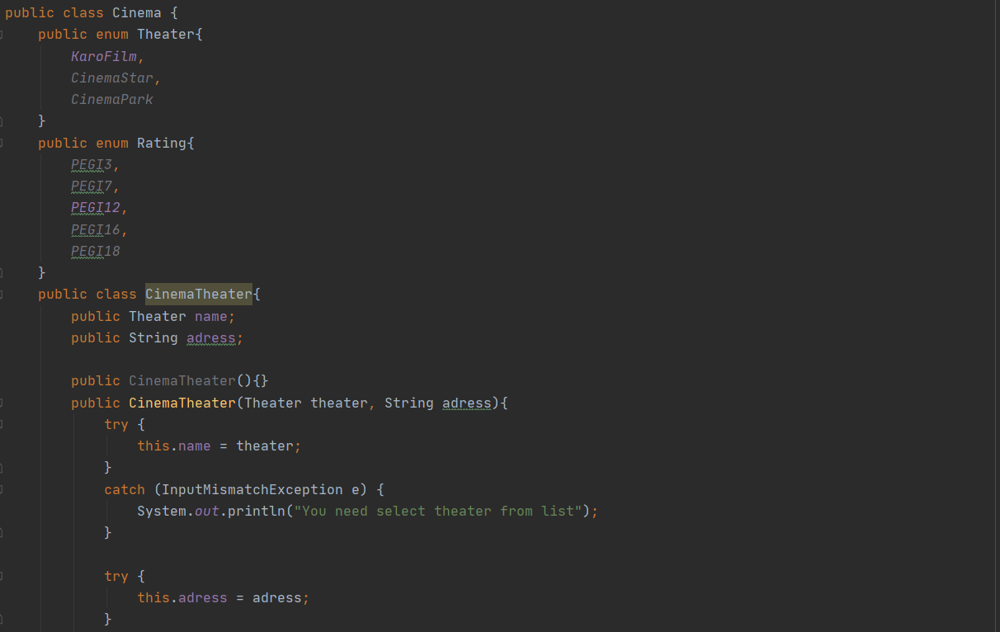 public class Cinema {
public enum Theater{
KaroFilm,
CinemaStar,
CinemaPark
}
public enum Rating{
PEGI3,
PEGI7,
PEGI12,
PEGI16,
PEGI18
}
public class CinemaTheater{
public Theater name;
public String adress;
public CinemaTheater(){}
public CinemaTheater(Theater theater, String adress){
try {
this.name = theater;
}
catch (InputMismatchException e) {
System.out.println("You need select theater from list");
}
try {
this.adress = adress;
}